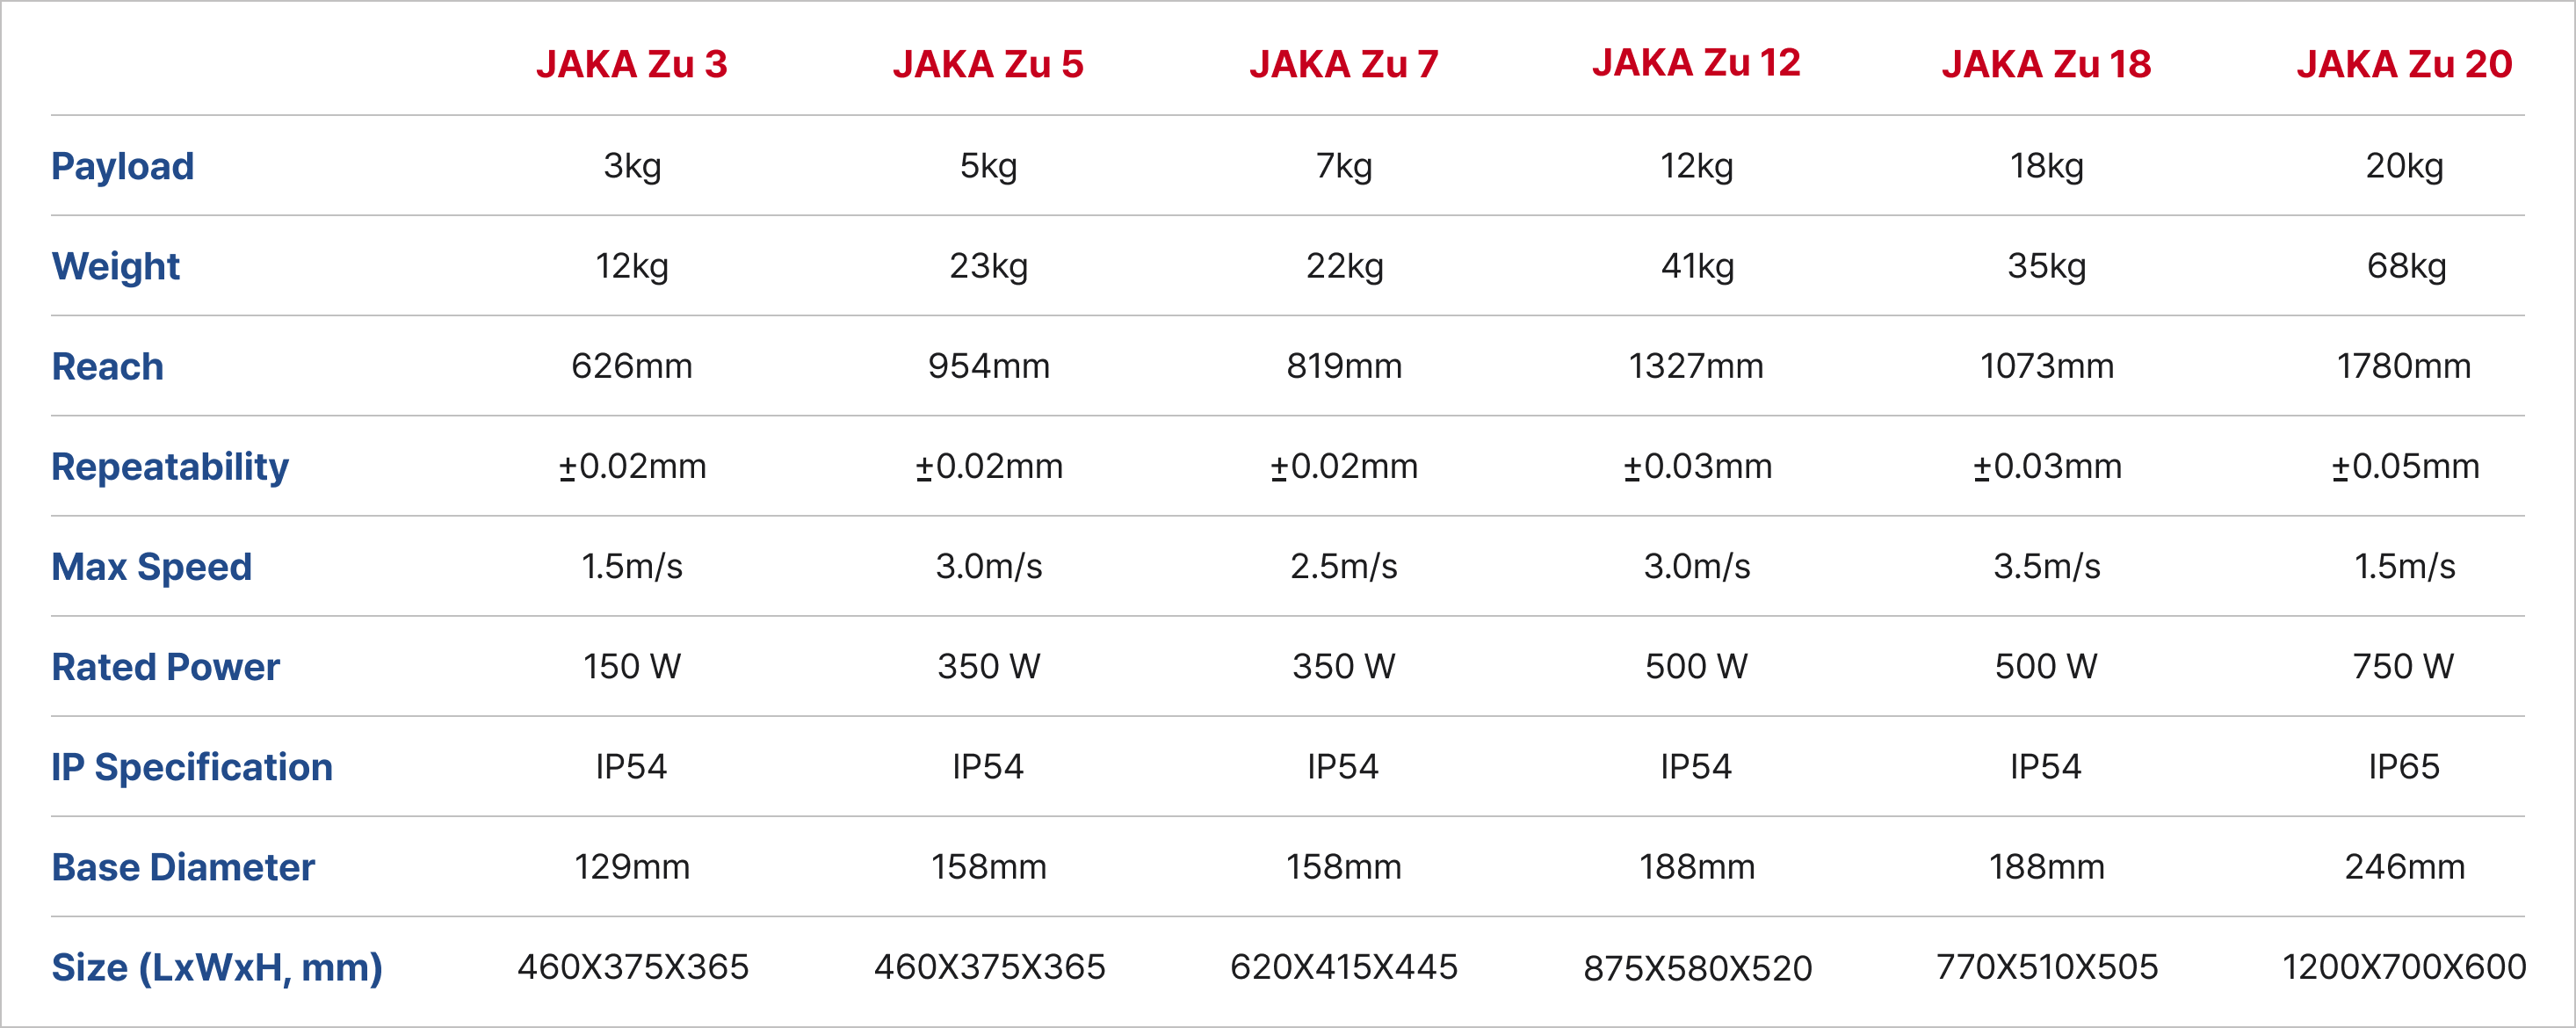 JAKA Zu 3 JAKA Zu 5 JAKA Zu 7 JAKA Zu 12 JAKA Zu 18 JAKA Zu 20
Payload 3kg 5kg 7kg 12kg 18kg 20kg
Weight 12kg 23kg 22kg 41kg 35kg 68kg
Reach 626mm 954mm 819mm 1327mm 1073mm 1780mm
Repeatability ±0.02mm ±0.02mm ±0.02mm ±0.03mm ±0.03mm ±0.05mm
Max Speed 1.5m/s 3.0m/s 2.5m/s 3.0m/s 3.5m/s 1.5m/s
Rated Power 150 W 350 W 350 W 500 W 500 W 750 W
IP Specification IP54 IP54 IP54 IP54 IP54 IP65
Base Diameter 129mm 158mm 158mm 188mm 188mm 246mm
Size (LxWxH, mm) 460X375X365 460X375X365 620X415X445 875X580X520 770X510X505 1200X700X600